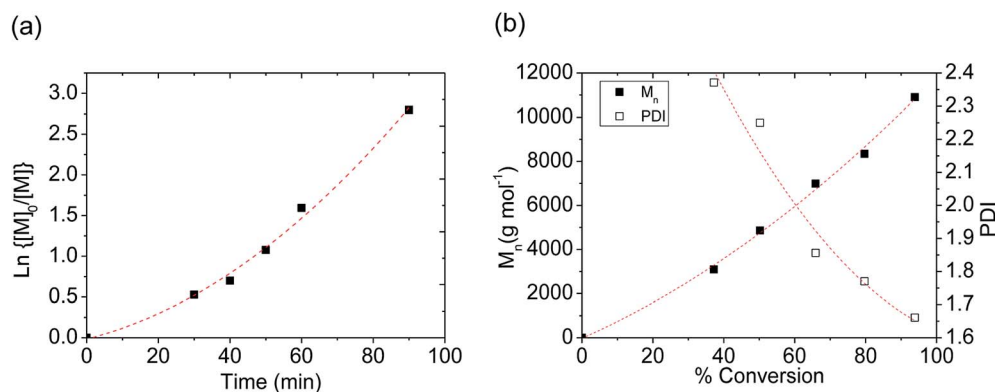 (a)
Ln {[M]₀/[M]}
3.0
2.5
2.0
1.5
1.0
0.5
0.0
0 20 40 60 80 100
Time (min)
(b)
Mₙ(g mol⁻¹)
12000
10000
8000
6000
4000
2000
0
Mₙ
PDI
2.4
2.3
2.2
2.1
2.0
1.9
1.8
1.7
1.6
PDI
0 20 40 60 80 100
% Conversion